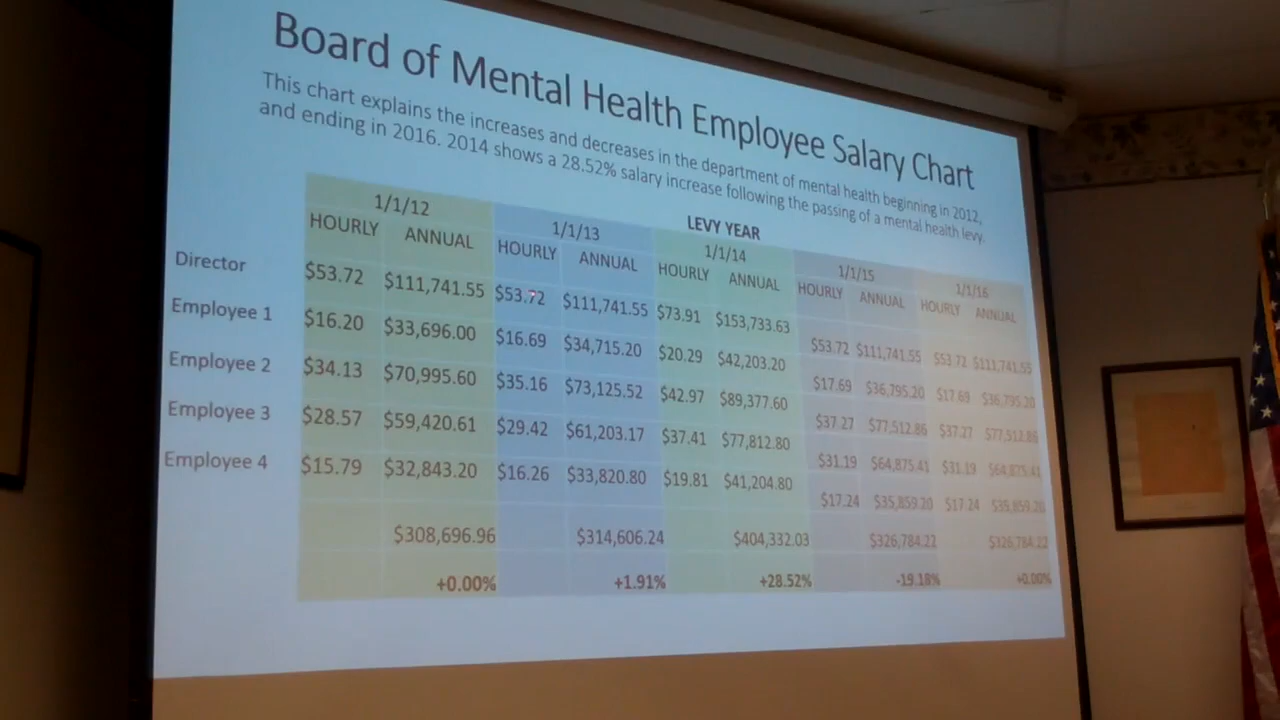 Board of Mental Health Employee Salary Chart
This chart explains the increases and decreases in the department of mental health beginning in 2012,
and ending in 2016. 2014 shows a 28.52% salary increase following the passing of a mental health levy.
LEVY YEAR
1/1/12 1/1/13 1/1/14 1/1/15 1/1/16
HOURLY ANNUAL HOURLY ANNUAL HOURLY ANNUAL HOURLY ANNUAL HOURLY ANNUAL
Director $53.72 $111,741.55 $53.72 $111,741.55 $73.91 $153,733.63 $53.72 $111,741.55 $53.72 $111,741.55
Employee 1 $16.20 $33,696.00 $16.69 $34,715.20 $20.29 $42,203.20 $17.69 $36,795.20 $17.69 $36,795.20
Employee 2 $34.13 $70,995.60 $35.16 $73,125.52 $42.97 $89,377.60 $37.27 $77,512.86 $37.27 $77,512.86
Employee 3 $28.57 $59,420.61 $29.42 $61,203.17 $37.41 $77,812.80 $31.19 $64,875.41 $31.19 $64,875.41
Employee 4 $15.79 $32,843.20 $16.26 $33,820.80 $19.81 $41,204.80 $17.24 $35,859.20 $17.24 $35,859.20
$308,696.96 $314,606.24 $404,332.03 $326,784.22 $326,784.22
+0.00% +1.91% +28.52% -19.18% +0.00%